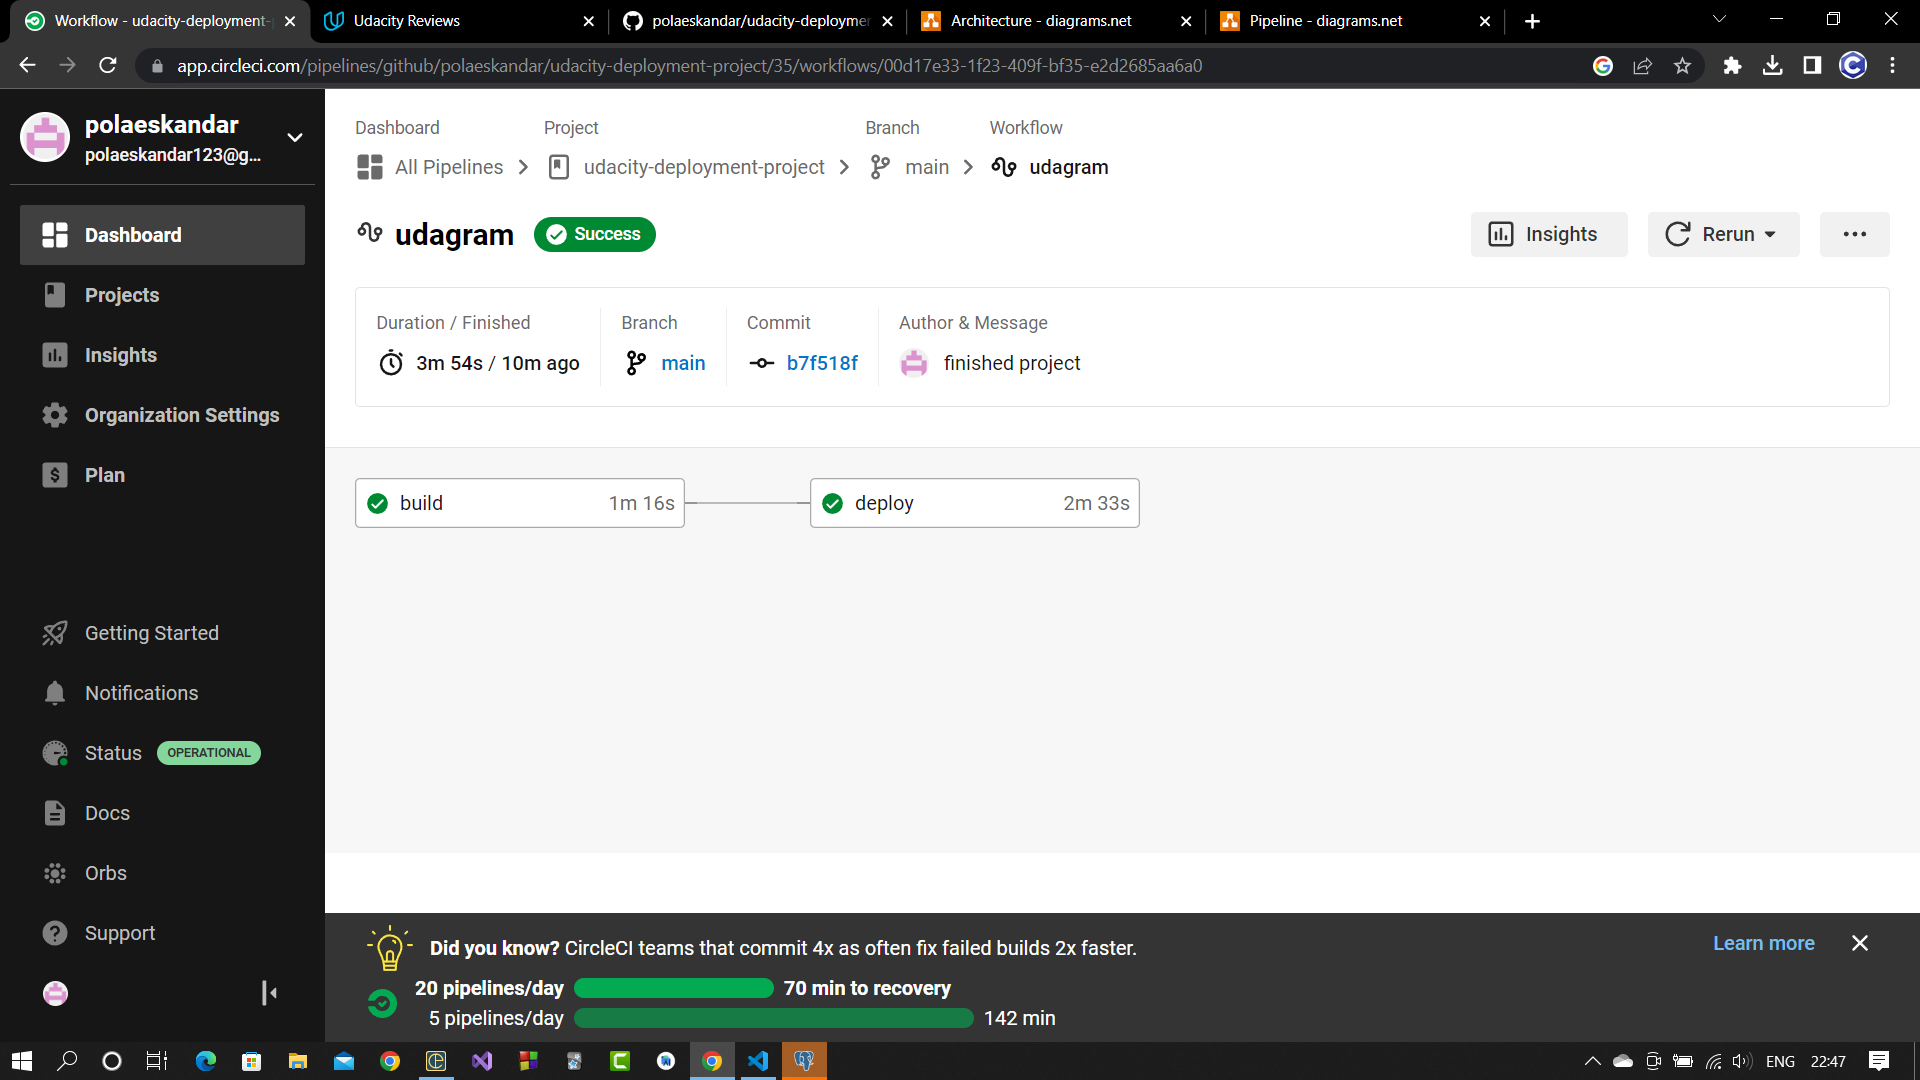 Workflow - udacity-deployment-
Udacity Reviews
polaeskandar/udacity-deploymen
Architecture - diagrams.net
Pipeline - diagrams.net
app.circleci.com/pipelines/github/polaeskandar/udacity-deployment-project/35/workflows/00d17e33-1f23-409f-bf35-e2d2685aa6a0
polaeskandar
polaeskandar123@g...
Dashboard
Projects
Insights
Organization Settings
Plan
Getting Started
Notifications
Status OPERATIONAL
Docs
Orbs
Support
Dashboard Project Branch Workflow
All Pipelines udacity-deployment-project main udagram
udagram Success
Insights Rerun
Duration / Finished Branch Commit Author & Message
3m 54s / 10m ago main b7f518f finished project
build 1m 16s deploy 2m 33s
Did you know? CircleCI teams that commit 4x as often fix failed builds 2x faster.
Learn more
20 pipelines/day 70 min to recovery
5 pipelines/day 142 min
ENG 22:47